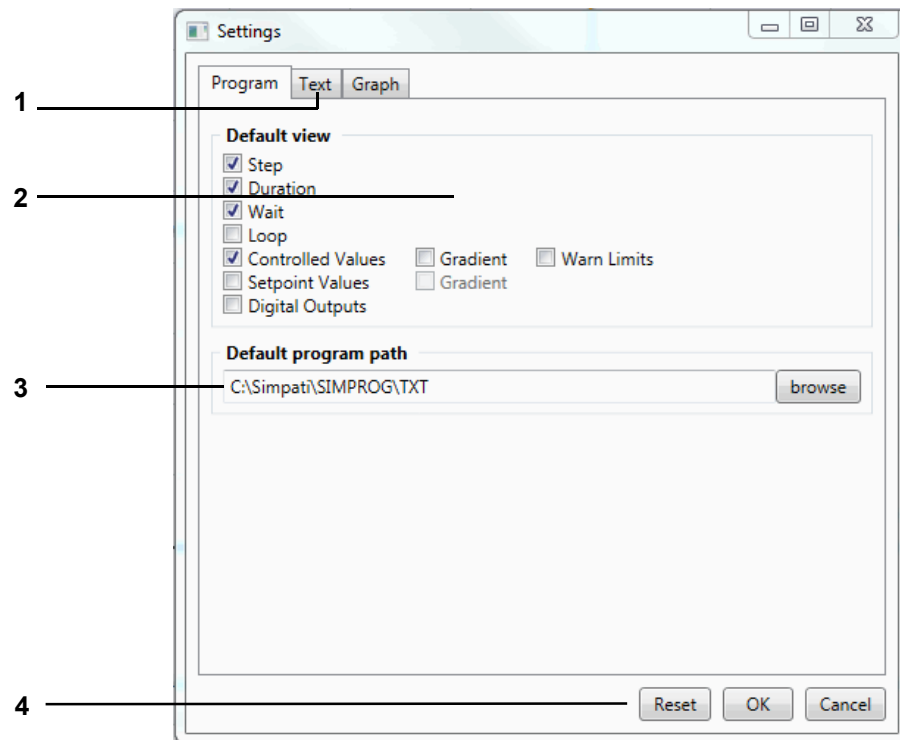 Settings
Program Text Graph
1
Default view
Step
Duration
2
Wait
Loop
Controlled Values Gradient Warn Limits
Setpoint Values Gradient
Digital Outputs
Default program path
3
C:\Simpati\SIMPROG\TXT browse
4
Reset OK Cancel